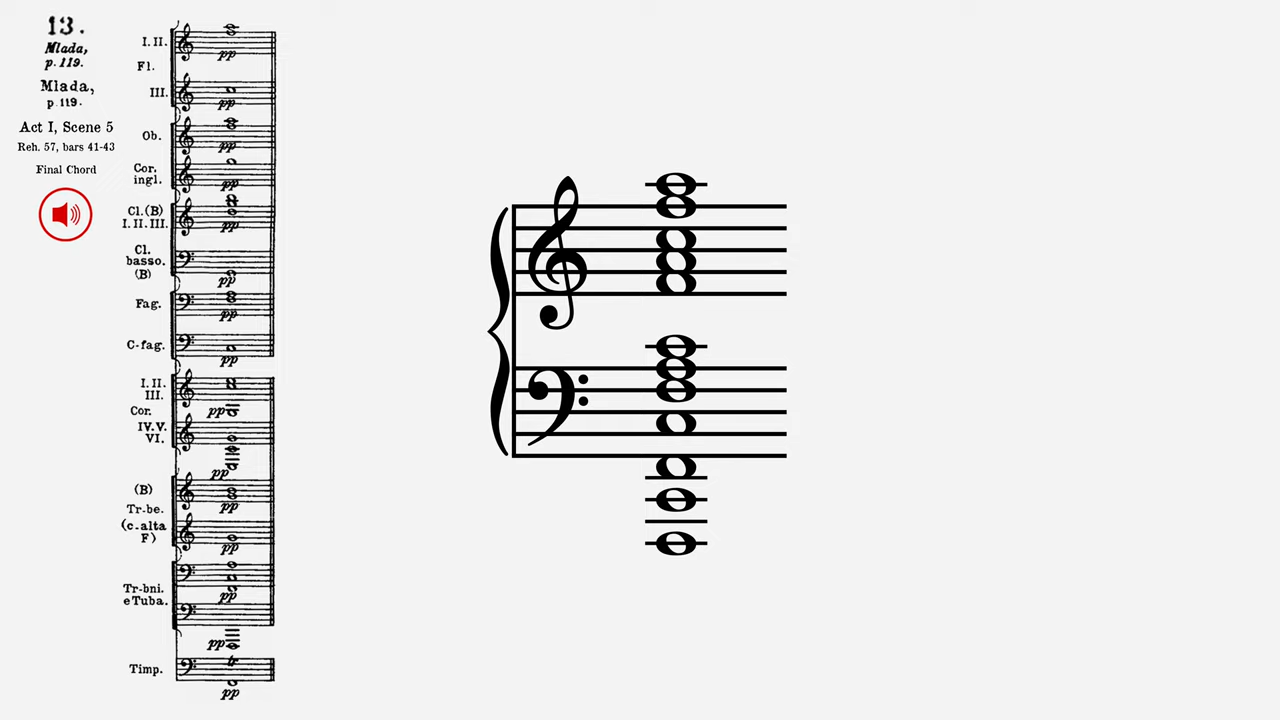 13.
Mlada,
p. 119.
Mlada,
p 119.
Act I, Scene 5
Reh. 57, bars 41-43
Final Chord
I. II.
pp
Fl.
III.
pp
Ob.
pp
Cor.
ingl.
pp
Cl. (B)
I. II. III.
pp
Cl.
basso.
(B)
pp
Fag.
pp
C-fag.
pp
I. II.
III.
Cor.
pp
IV. V.
VI.
pp
(B)
Tr-be.
pp
(c-alta
F)
pp
Tr-bni.
e Tuba.
pp
pp
Timp.
tr
pp